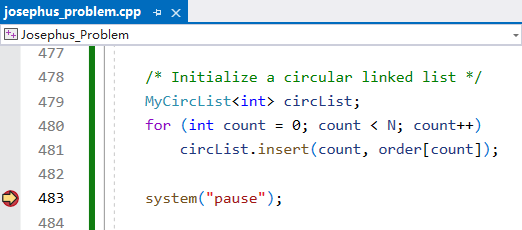 josephus_problem.cpp
Josephus_Problem
477
478 /* Initialize a circular linked list */
479 MyCircList<int> circList;
480 for (int count = 0; count < N; count++)
481 circList.insert(count, order[count]);
482
483 system("pause");
484